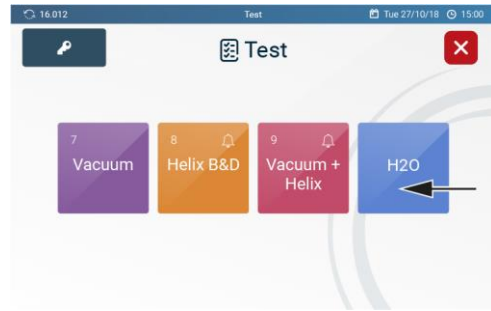 16.012
Test
Tue 27/10/18
15:00
Test
7
Vacuum
8
Helix B&D
9
Vacuum +
Helix
H2O